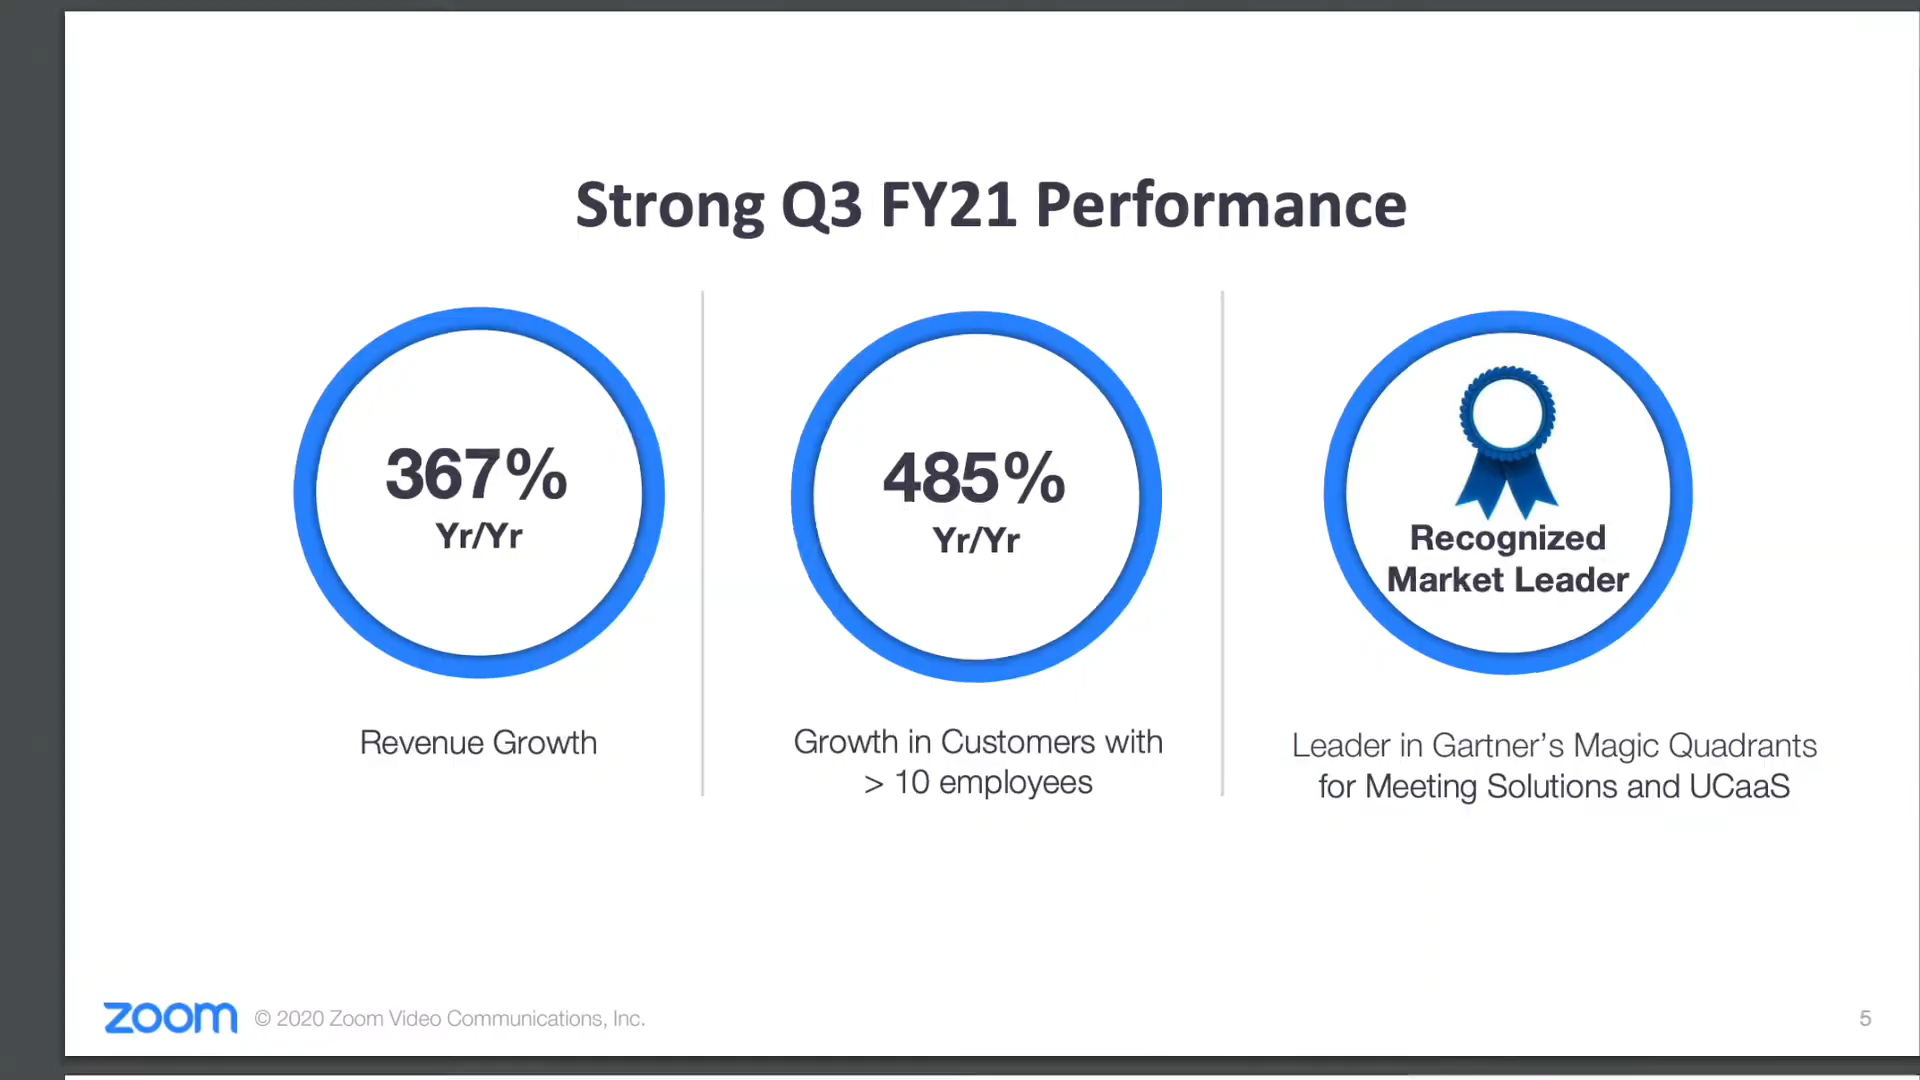 Strong Q3 FY21 Performance
367%
Yr/Yr
Revenue Growth
485%
Yr/Yr
Growth in Customers with
> 10 employees
Recognized
Market Leader
Leader in Gartner’s Magic Quadrants
for Meeting Solutions and UCaaS
zoom © 2020 Zoom Video Communications, Inc.
5